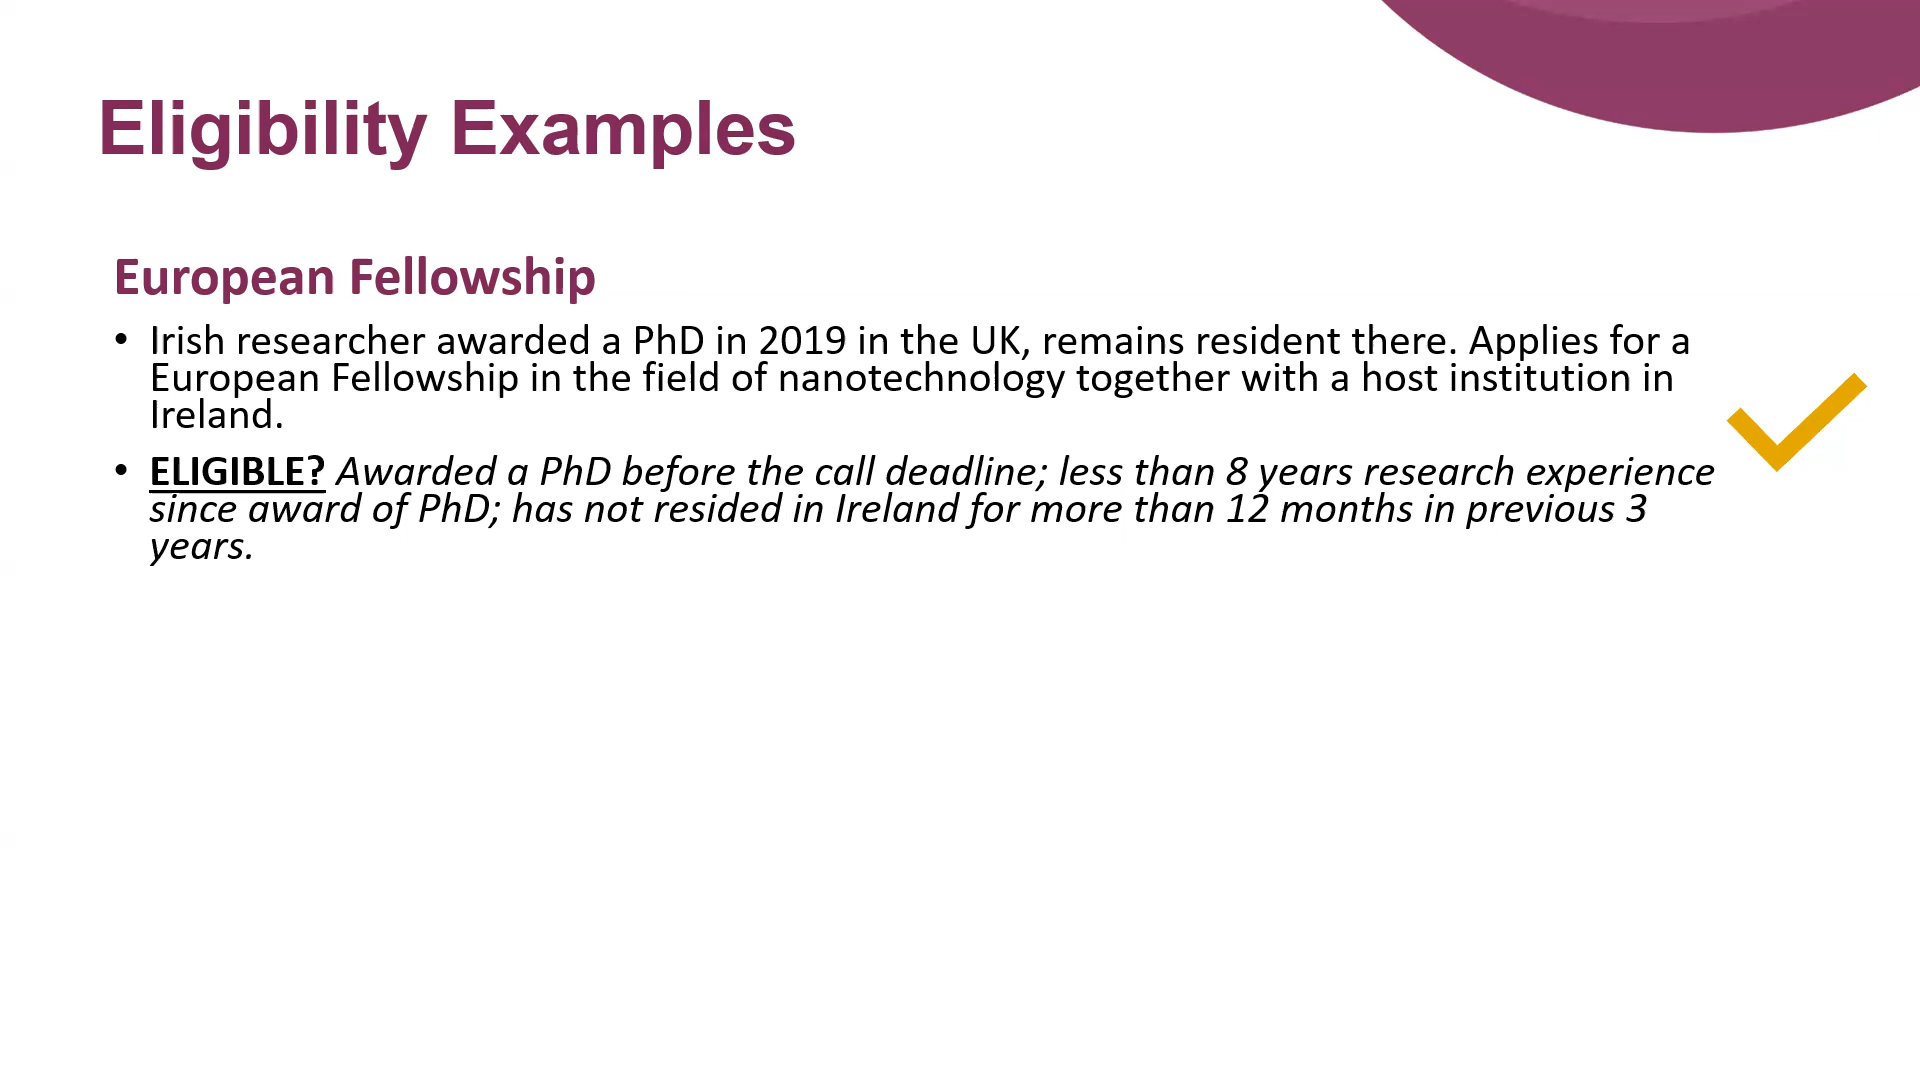 Eligibility Examples
European Fellowship
• Irish researcher awarded a PhD in 2019 in the UK, remains resident there. Applies for a
European Fellowship in the field of nanotechnology together with a host institution in
Ireland.
• ELIGIBLE? Awarded a PhD before the call deadline; less than 8 years research experience
since award of PhD; has not resided in Ireland for more than 12 months in previous 3
years.